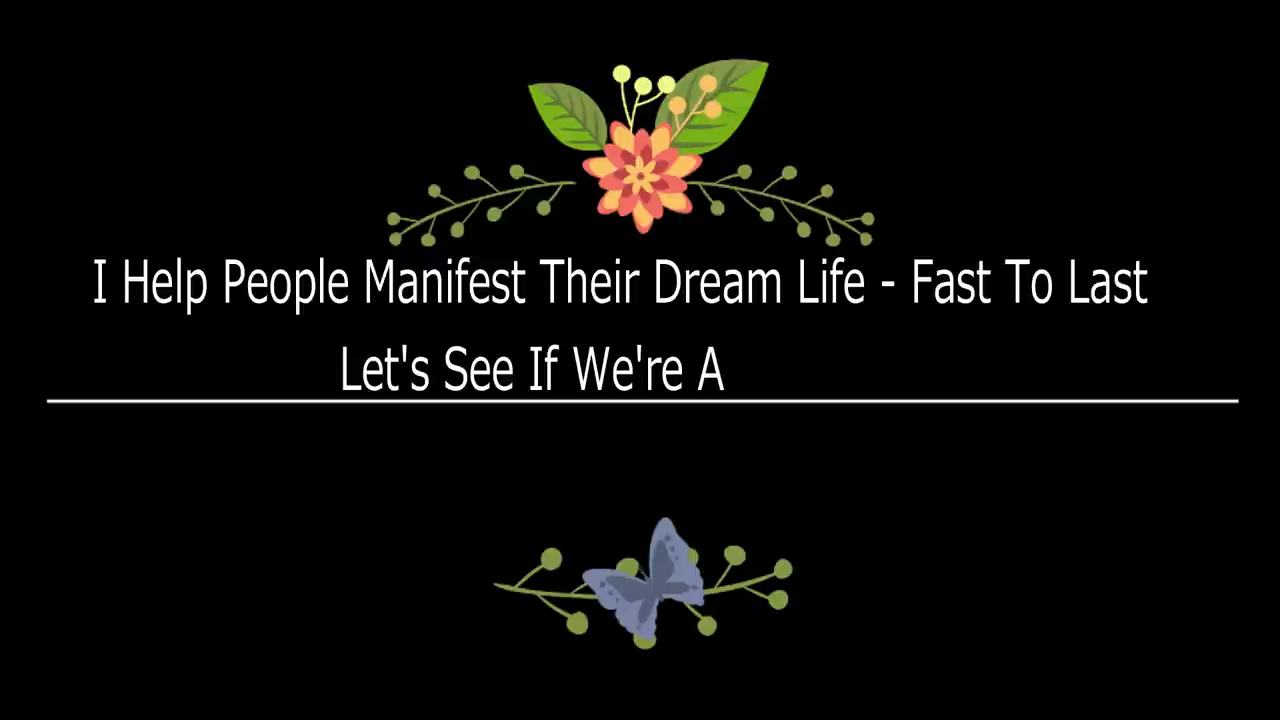 I Help People Manifest Their Dream Life - Fast To Last
Let's See If We're A